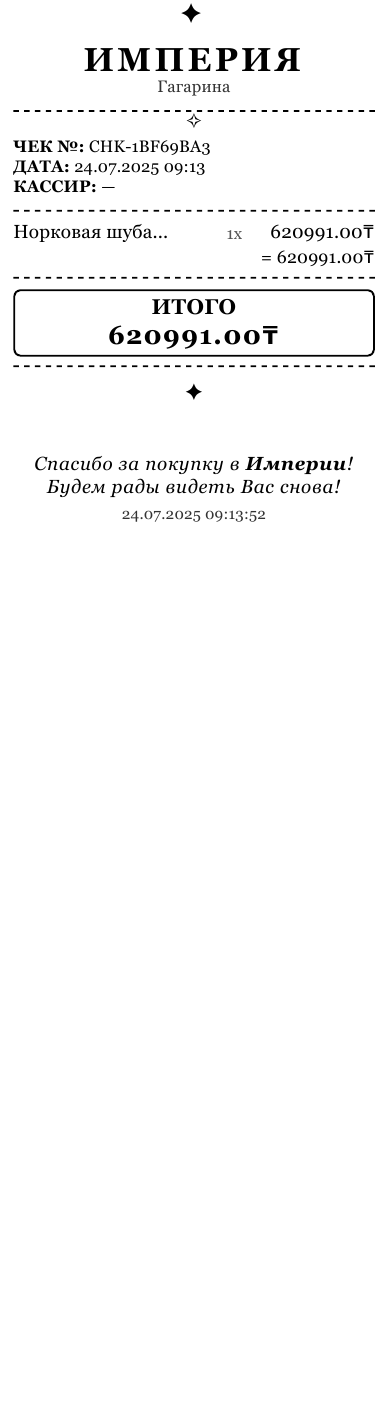 ИМПЕРИЯ
Гагарина
ЧЕК №: CHK-1BF69BA3
ДАТА: 24.07.2025 09:13
КАССИР: —
Норковая шуба... 1x 620991.00₸
= 620991.00₸
ИТОГО
620991.00₸
Спасибо за покупку в Империи!
Будем рады видеть Вас снова!
24.07.2025 09:13:52